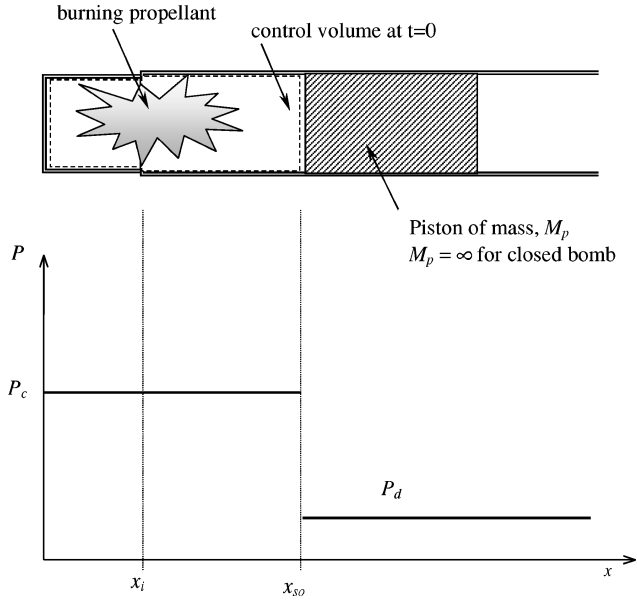 burning propellant
control volume at t=0
Piston of mass, Mp
Mp = ∞ for closed bomb
P
Pc
Pd
xi
xso
x